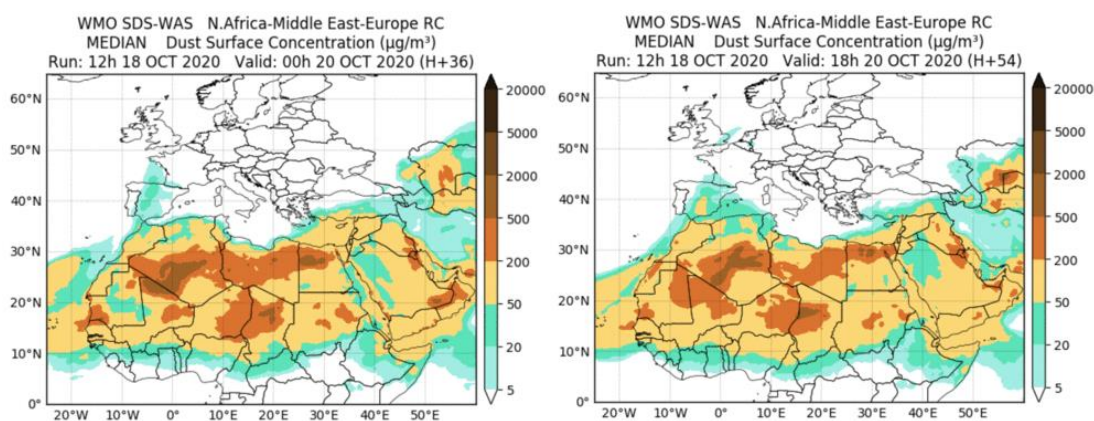 WMO SDS-WAS N.Africa-Middle East-Europe RC
MEDIAN Dust Surface Concentration (µg/m³)
Run: 12h 18 OCT 2020 Valid: 00h 20 OCT 2020 (H+36)
60°N
50°N
40°N
30°N
20°N
10°N
0°
20°W
10°W
0°
10°E
20°E
30°E
40°E
50°E
20000
5000
2000
500
200
50
20
5
WMO SDS-WAS N.Africa-Middle East-Europe RC
MEDIAN Dust Surface Concentration (µg/m³)
Run: 12h 18 OCT 2020 Valid: 18h 20 OCT 2020 (H+54)
60°N
50°N
40°N
30°N
20°N
10°N
0°
20°W
10°W
0°
10°E
20°E
30°E
40°E
50°E
20000
5000
2000
500
200
50
20
5